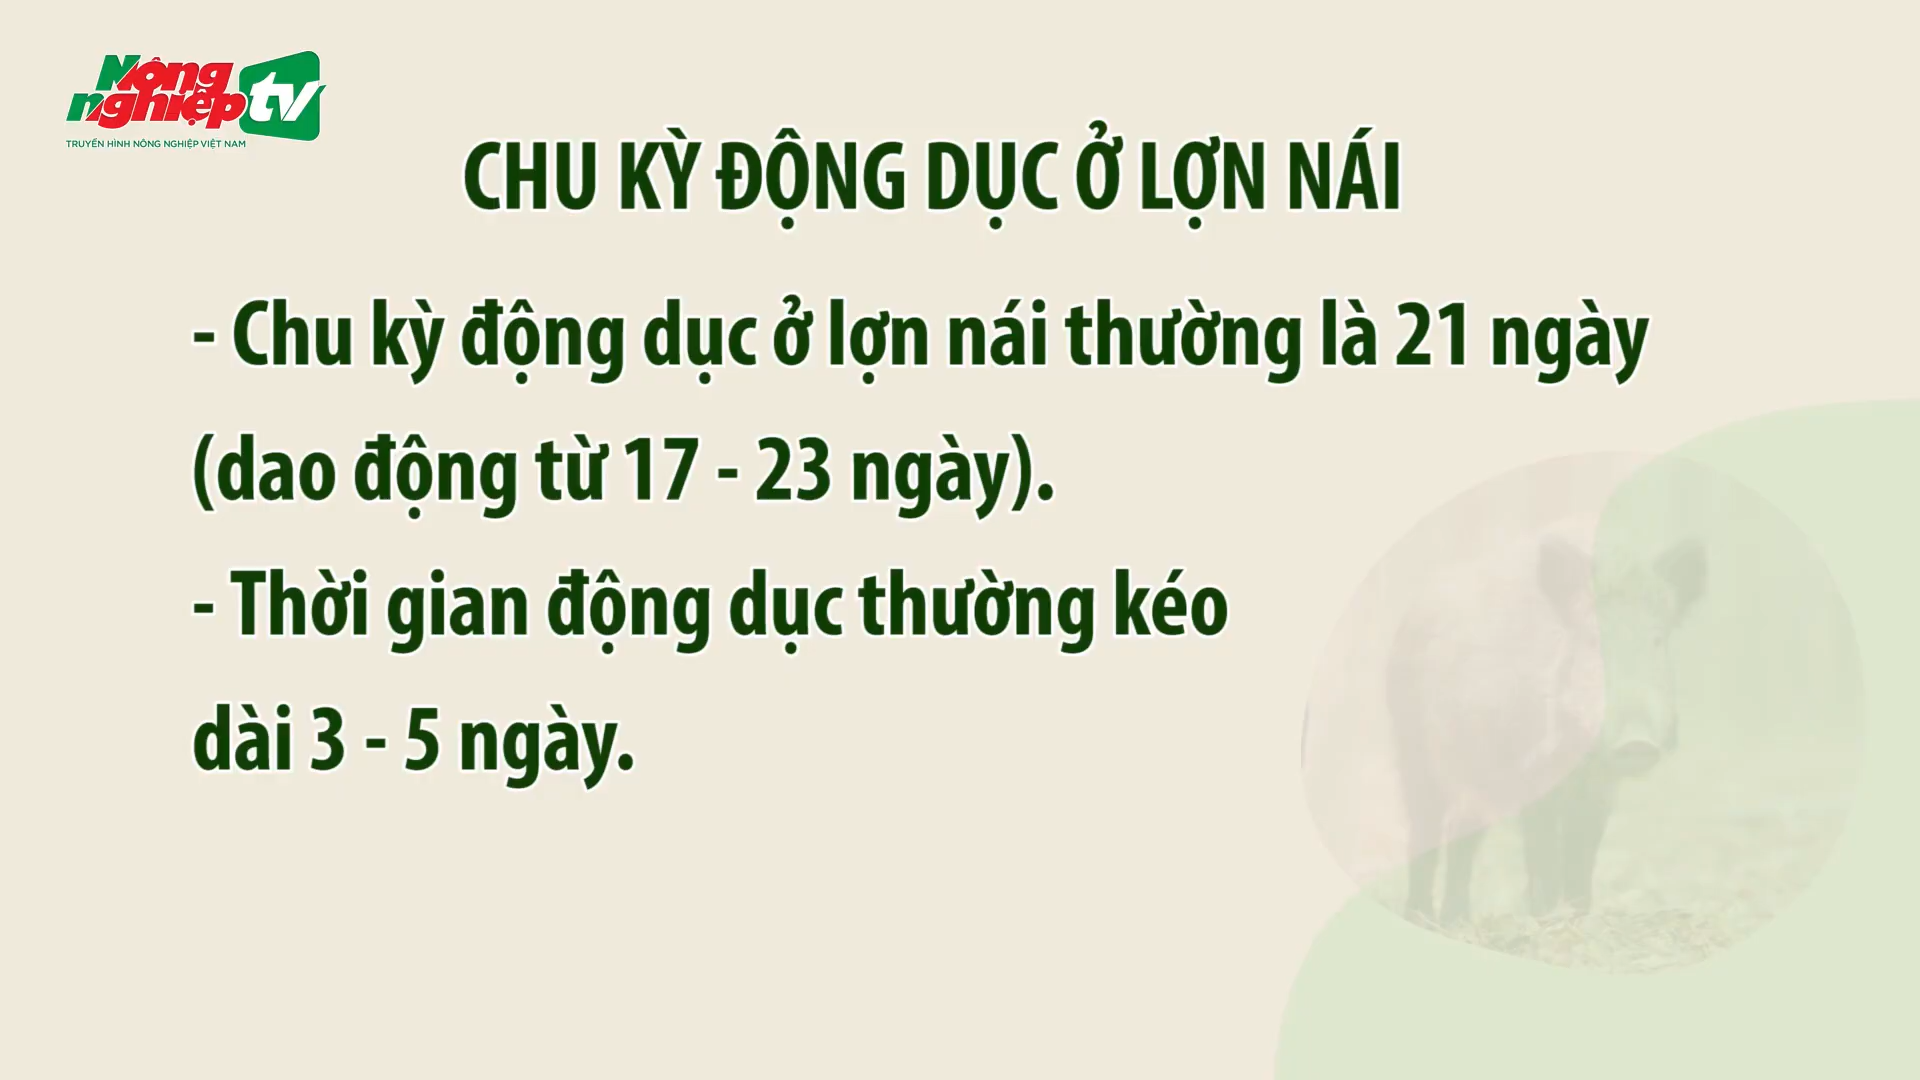 Nông
nghiệp tv
TRUYỀN HÌNH NÔNG NGHIỆP VIỆT NAM
CHU KỲ ĐỘNG DỤC Ở LỢN NÁI
- Chu kỳ động dục ở lợn nái thường là 21 ngày
(dao động từ 17 - 23 ngày).
- Thời gian động dục thường kéo
dài 3 - 5 ngày.